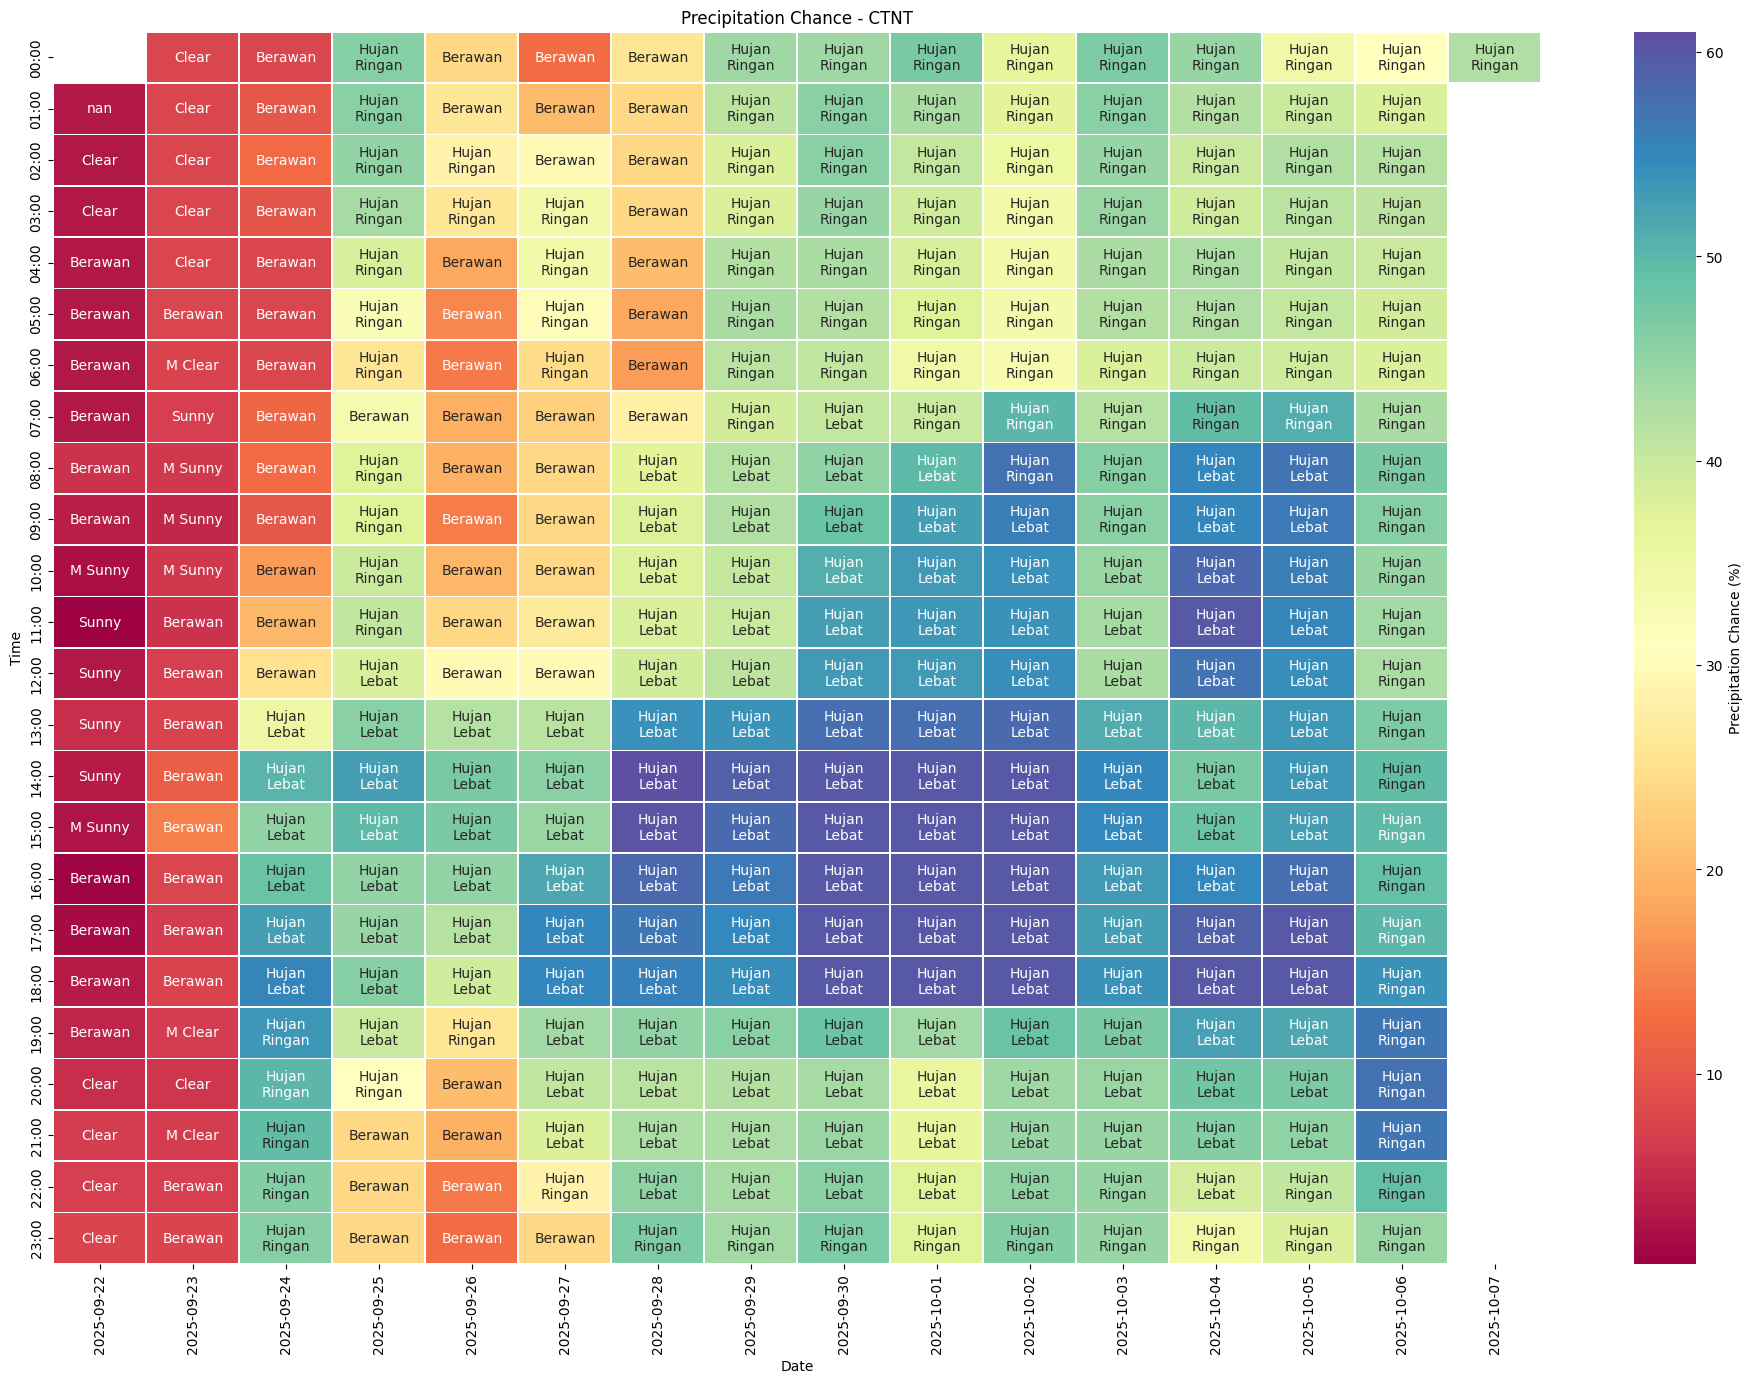 Precipitation Chance - CTNT
00:00 Clear Berawan Hujan Ringan Berawan Berawan Berawan Hujan Ringan Hujan Ringan Hujan Ringan Hujan Ringan Hujan Ringan Hujan Ringan Hujan Ringan Hujan Ringan Hujan Ringan
01:00 nan Clear Berawan Hujan Ringan Berawan Berawan Berawan Hujan Ringan Hujan Ringan Hujan Ringan Hujan Ringan Hujan Ringan Hujan Ringan Hujan Ringan Hujan Ringan
02:00 Clear Clear Berawan Hujan Ringan Hujan Ringan Berawan Berawan Hujan Ringan Hujan Ringan Hujan Ringan Hujan Ringan Hujan Ringan Hujan Ringan Hujan Ringan Hujan Ringan
03:00 Clear Clear Berawan Hujan Ringan Hujan Ringan Hujan Ringan Berawan Hujan Ringan Hujan Ringan Hujan Ringan Hujan Ringan Hujan Ringan Hujan Ringan Hujan Ringan Hujan Ringan
04:00 Berawan Clear Berawan Hujan Ringan Berawan Hujan Ringan Berawan Hujan Ringan Hujan Ringan Hujan Ringan Hujan Ringan Hujan Ringan Hujan Ringan Hujan Ringan Hujan Ringan
05:00 Berawan Berawan Berawan Hujan Ringan Berawan Hujan Ringan Berawan Hujan Ringan Hujan Ringan Hujan Ringan Hujan Ringan Hujan Ringan Hujan Ringan Hujan Ringan Hujan Ringan
06:00 Berawan M Clear Berawan Hujan Ringan Berawan Hujan Ringan Berawan Hujan Ringan Hujan Ringan Hujan Ringan Hujan Ringan Hujan Ringan Hujan Ringan Hujan Ringan Hujan Ringan
07:00 Berawan Sunny Berawan Berawan Berawan Berawan Berawan Hujan Ringan Hujan Lebat Hujan Ringan Hujan Ringan Hujan Ringan Hujan Ringan Hujan Ringan Hujan Ringan
08:00 Berawan M Sunny Berawan Hujan Ringan Berawan Berawan Hujan Lebat Hujan Lebat Hujan Lebat Hujan Lebat Hujan Ringan Hujan Ringan Hujan Lebat Hujan Lebat Hujan Ringan
09:00 Berawan M Sunny Berawan Hujan Ringan Berawan Berawan Hujan Lebat Hujan Lebat Hujan Lebat Hujan Lebat Hujan Lebat Hujan Ringan Hujan Lebat Hujan Lebat Hujan Ringan
10:00 M Sunny M Sunny Berawan Hujan Ringan Berawan Berawan Hujan Lebat Hujan Lebat Hujan Lebat Hujan Lebat Hujan Lebat Hujan Lebat Hujan Lebat Hujan Lebat Hujan Ringan
11:00 Sunny Berawan Berawan Hujan Ringan Berawan Berawan Hujan Lebat Hujan Lebat Hujan Lebat Hujan Lebat Hujan Lebat Hujan Lebat Hujan Lebat Hujan Lebat Hujan Ringan
12:00 Sunny Berawan Berawan Hujan Lebat Berawan Berawan Hujan Lebat Hujan Lebat Hujan Lebat Hujan Lebat Hujan Lebat Hujan Lebat Hujan Lebat Hujan Lebat Hujan Ringan
13:00 Sunny Berawan Hujan Lebat Hujan Lebat Hujan Lebat Hujan Lebat Hujan Lebat Hujan Lebat Hujan Lebat Hujan Lebat Hujan Lebat Hujan Lebat Hujan Lebat Hujan Lebat Hujan Ringan
14:00 Sunny Berawan Hujan Lebat Hujan Lebat Hujan Lebat Hujan Lebat Hujan Lebat Hujan Lebat Hujan Lebat Hujan Lebat Hujan Lebat Hujan Lebat Hujan Lebat Hujan Lebat Hujan Ringan
15:00 M Sunny Berawan Hujan Lebat Hujan Lebat Hujan Lebat Hujan Lebat Hujan Lebat Hujan Lebat Hujan Lebat Hujan Lebat Hujan Lebat Hujan Lebat Hujan Lebat Hujan Lebat Hujan Ringan
16:00 Berawan Berawan Hujan Lebat Hujan Lebat Hujan Lebat Hujan Lebat Hujan Lebat Hujan Lebat Hujan Lebat Hujan Lebat Hujan Lebat Hujan Lebat Hujan Lebat Hujan Lebat Hujan Ringan
17:00 Berawan Berawan Hujan Lebat Hujan Lebat Hujan Lebat Hujan Lebat Hujan Lebat Hujan Lebat Hujan Lebat Hujan Lebat Hujan Lebat Hujan Lebat Hujan Lebat Hujan Lebat Hujan Ringan
18:00 Berawan Berawan Hujan Lebat Hujan Lebat Hujan Lebat Hujan Lebat Hujan Lebat Hujan Lebat Hujan Lebat Hujan Lebat Hujan Lebat Hujan Lebat Hujan Lebat Hujan Lebat Hujan Ringan
19:00 Berawan M Clear Hujan Ringan Hujan Lebat Hujan Ringan Hujan Lebat Hujan Lebat Hujan Lebat Hujan Lebat Hujan Lebat Hujan Lebat Hujan Lebat Hujan Lebat Hujan Lebat Hujan Ringan
20:00 Clear Clear Hujan Ringan Hujan Ringan Berawan Hujan Lebat Hujan Lebat Hujan Lebat Hujan Lebat Hujan Lebat Hujan Lebat Hujan Lebat Hujan Lebat Hujan Lebat Hujan Ringan
21:00 Clear M Clear Hujan Ringan Berawan Berawan Hujan Lebat Hujan Lebat Hujan Lebat Hujan Lebat Hujan Lebat Hujan Lebat Hujan Lebat Hujan Lebat Hujan Lebat Hujan Ringan
22:00 Clear Berawan Hujan Ringan Berawan Berawan Hujan Ringan Hujan Lebat Hujan Lebat Hujan Lebat Hujan Lebat Hujan Lebat Hujan Ringan Hujan Lebat Hujan Ringan Hujan Ringan
23:00 Clear Berawan Hujan Ringan Berawan Berawan Berawan Hujan Ringan Hujan Ringan Hujan Ringan Hujan Ringan Hujan Ringan Hujan Ringan Hujan Ringan Hujan Ringan Hujan Ringan
2025-09-22 2025-09-23 2025-09-24 2025-09-25 2025-09-26 2025-09-27 2025-09-28 2025-09-29 2025-09-30 2025-10-01 2025-10-02 2025-10-03 2025-10-04 2025-10-05 2025-10-06 2025-10-07
Date
Time
60
50
40
30
20
10
Precipitation Chance (%)